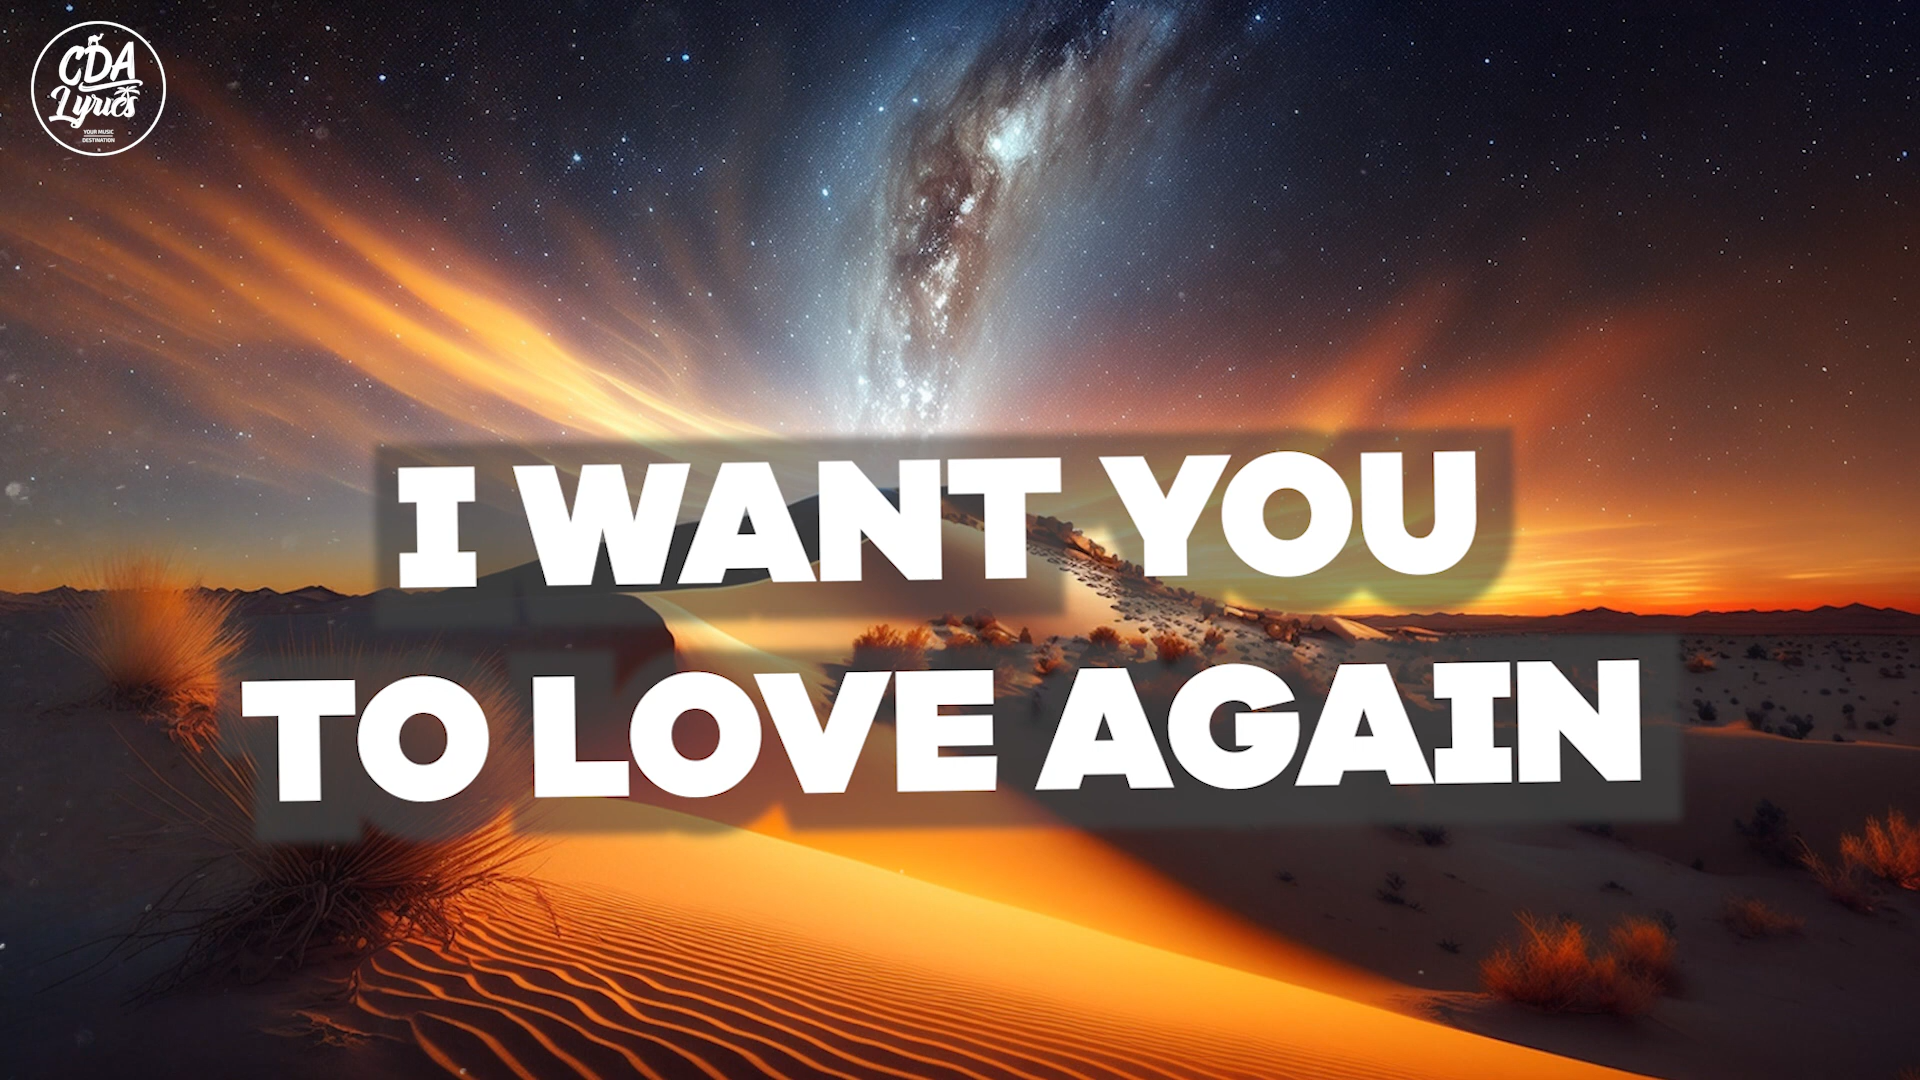 CDA
Lyrics
YOUR MUSIC
DESTINATION
I WANT YOU
TO LOVE AGAIN